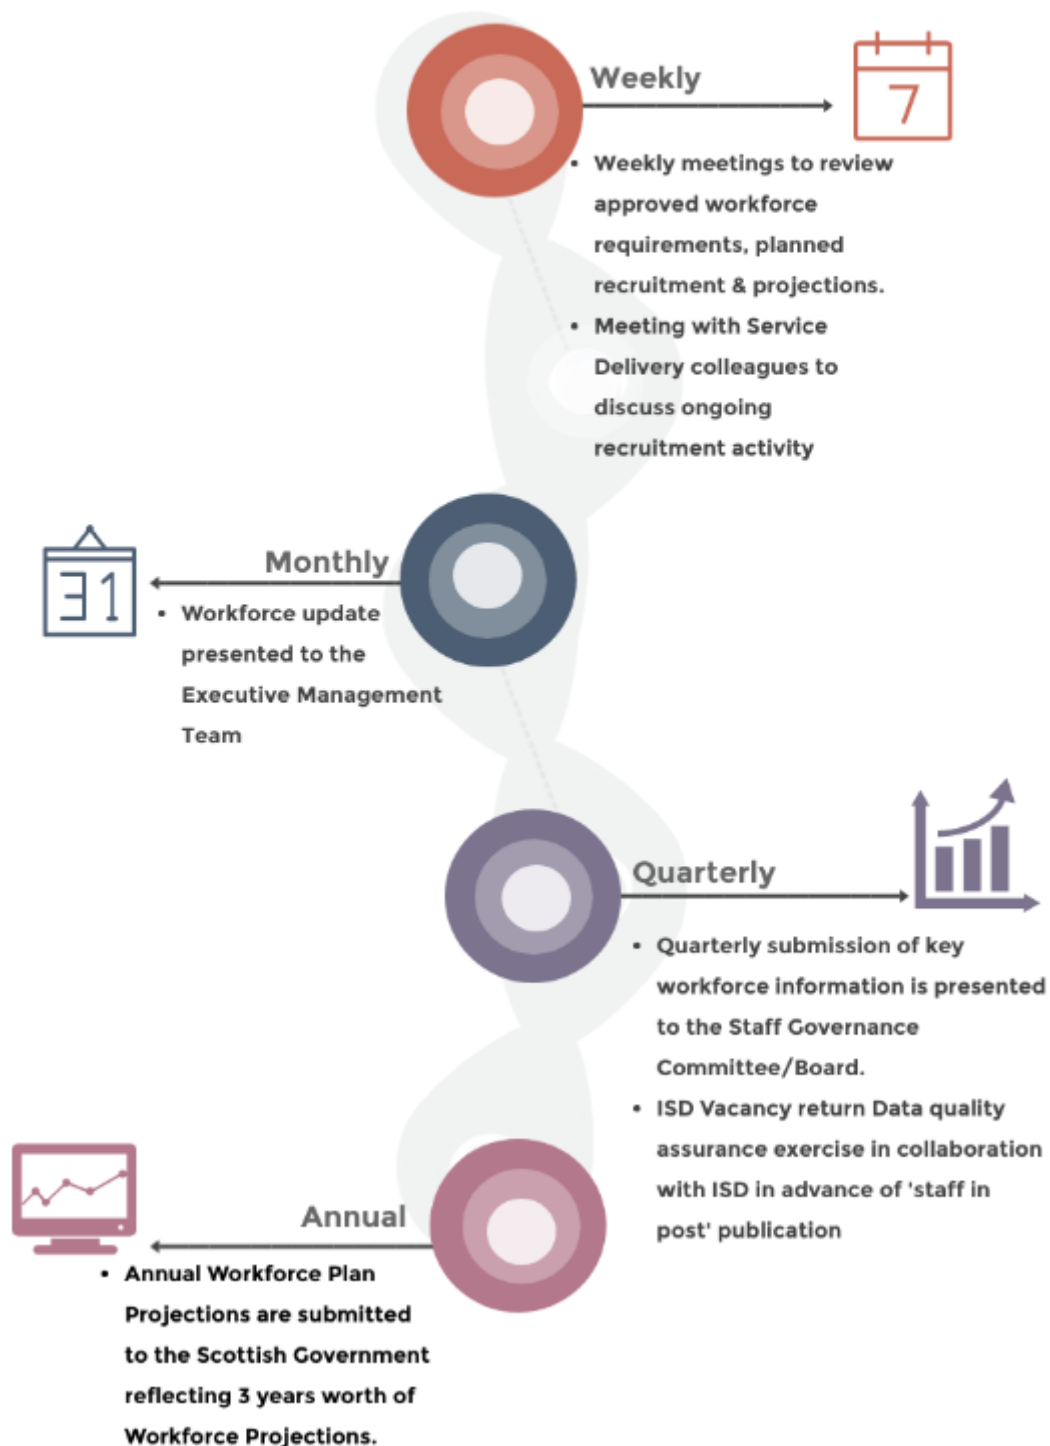 Weekly
7
• Weekly meetings to review
approved workforce
requirements, planned
recruitment & projections.
• Meeting with Service
Delivery colleagues to
discuss ongoing
recruitment activity
31
Monthly
• Workforce update
presented to the
Executive Management
Team
Quarterly
• Quarterly submission of key
workforce information is presented
to the Staff Governance
Committee/Board.
• ISD Vacancy return Data quality
assurance exercise in collaboration
with ISD in advance of 'staff in
post' publication
Annual
• Annual Workforce Plan
Projections are submitted
to the Scottish Government
reflecting 3 years worth of
Workforce Projections.